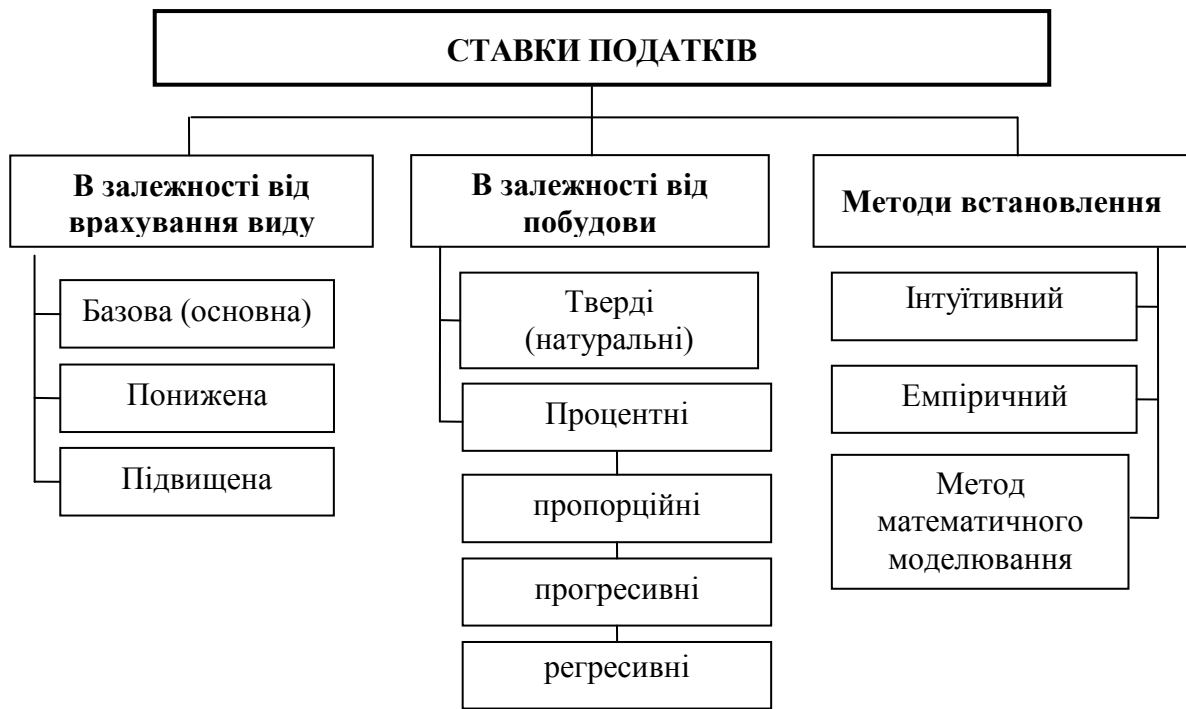 СТАВКИ ПОДАТКІВ
В залежності від
врахування виду
Базова (основна)
Понижена
Підвищена
В залежності від
побудови
Тверді
(натуральні)
Процентні
пропорційні
прогресивні
регресивні
Методи встановлення
Інтуїтивний
Емпіричний
Метод
математичного
моделювання